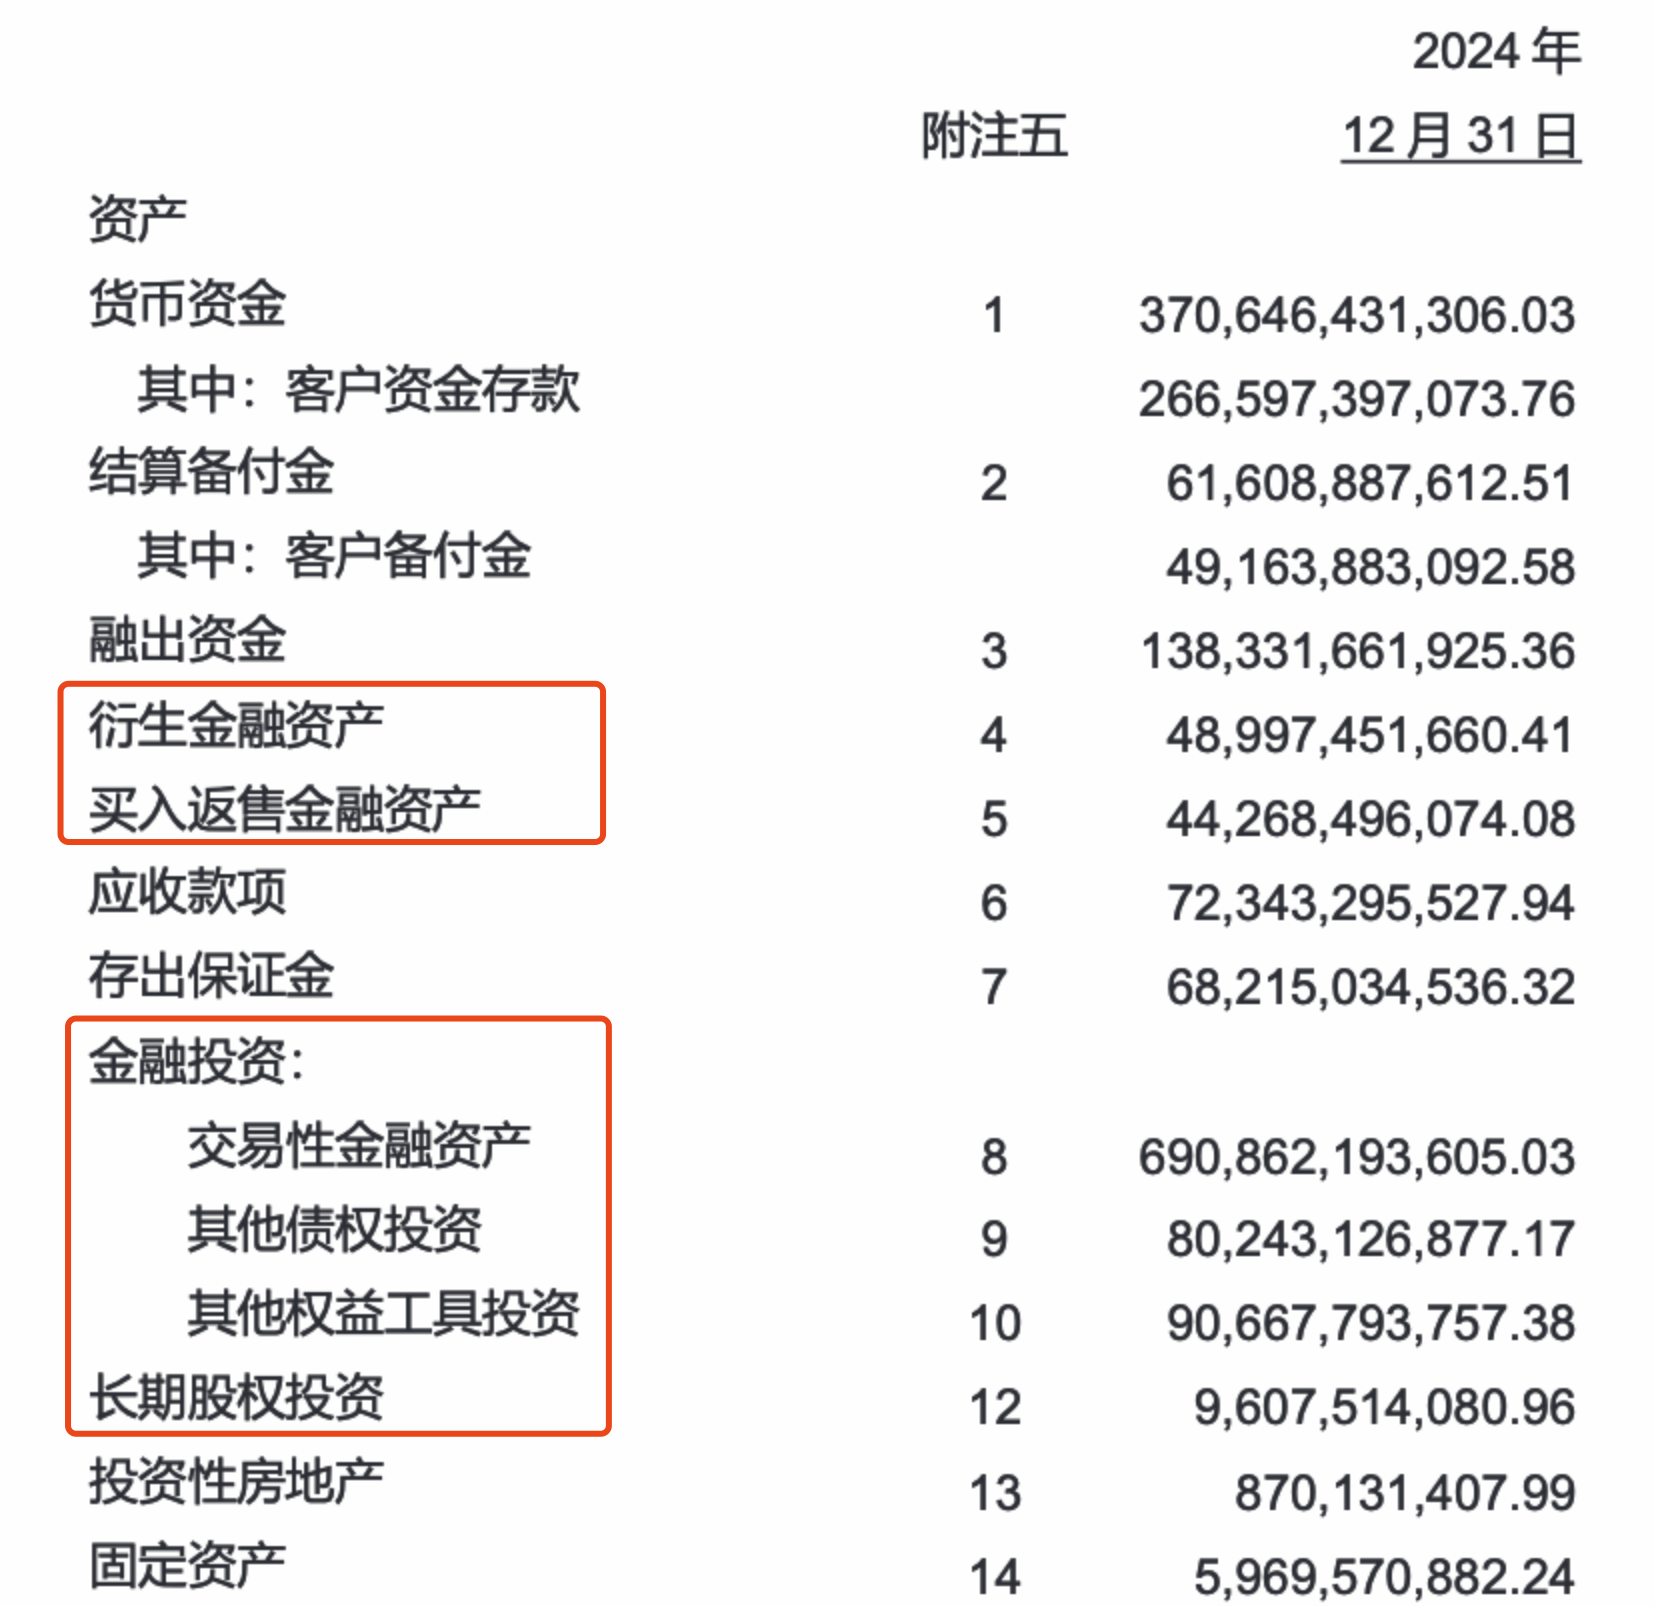 2024 年
附注五 12 月 31 日
资产
货币资金 1 370,646,431,306.03
其中：客户资金存款 266,597,397,073.76
结算备付金 2 61,608,887,612.51
其中：客户备付金 49,163,883,092.58
融出资金 3 138,331,661,925.36
衍生金融资产 4 48,997,451,660.41
买入返售金融资产 5 44,268,496,074.08
应收款项 6 72,343,295,527.94
存出保证金 7 68,215,034,536.32
金融投资：
交易性金融资产 8 690,862,193,605.03
其他债权投资 9 80,243,126,877.17
其他权益工具投资 10 90,667,793,757.38
长期股权投资 12 9,607,514,080.96
投资性房地产 13 870,131,407.99
固定资产 14 5,969,570,882.24